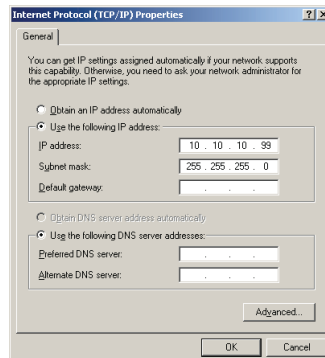 Internet Protocol (TCP/IP) Properties
General
You can get IP settings assigned automatically if your network supports
this capability. Otherwise, you need to ask your network administrator for
the appropriate IP settings.
Obtain an IP address automatically
Use the following IP address:
IP address: 10 . 10 . 10 . 99
Subnet mask: 255 . 255 . 255 . 0
Default gateway: . . .
Obtain DNS server address automatically
Use the following DNS server addresses:
Preferred DNS server: . . .
Alternate DNS server: . . .
Advanced...
OK Cancel